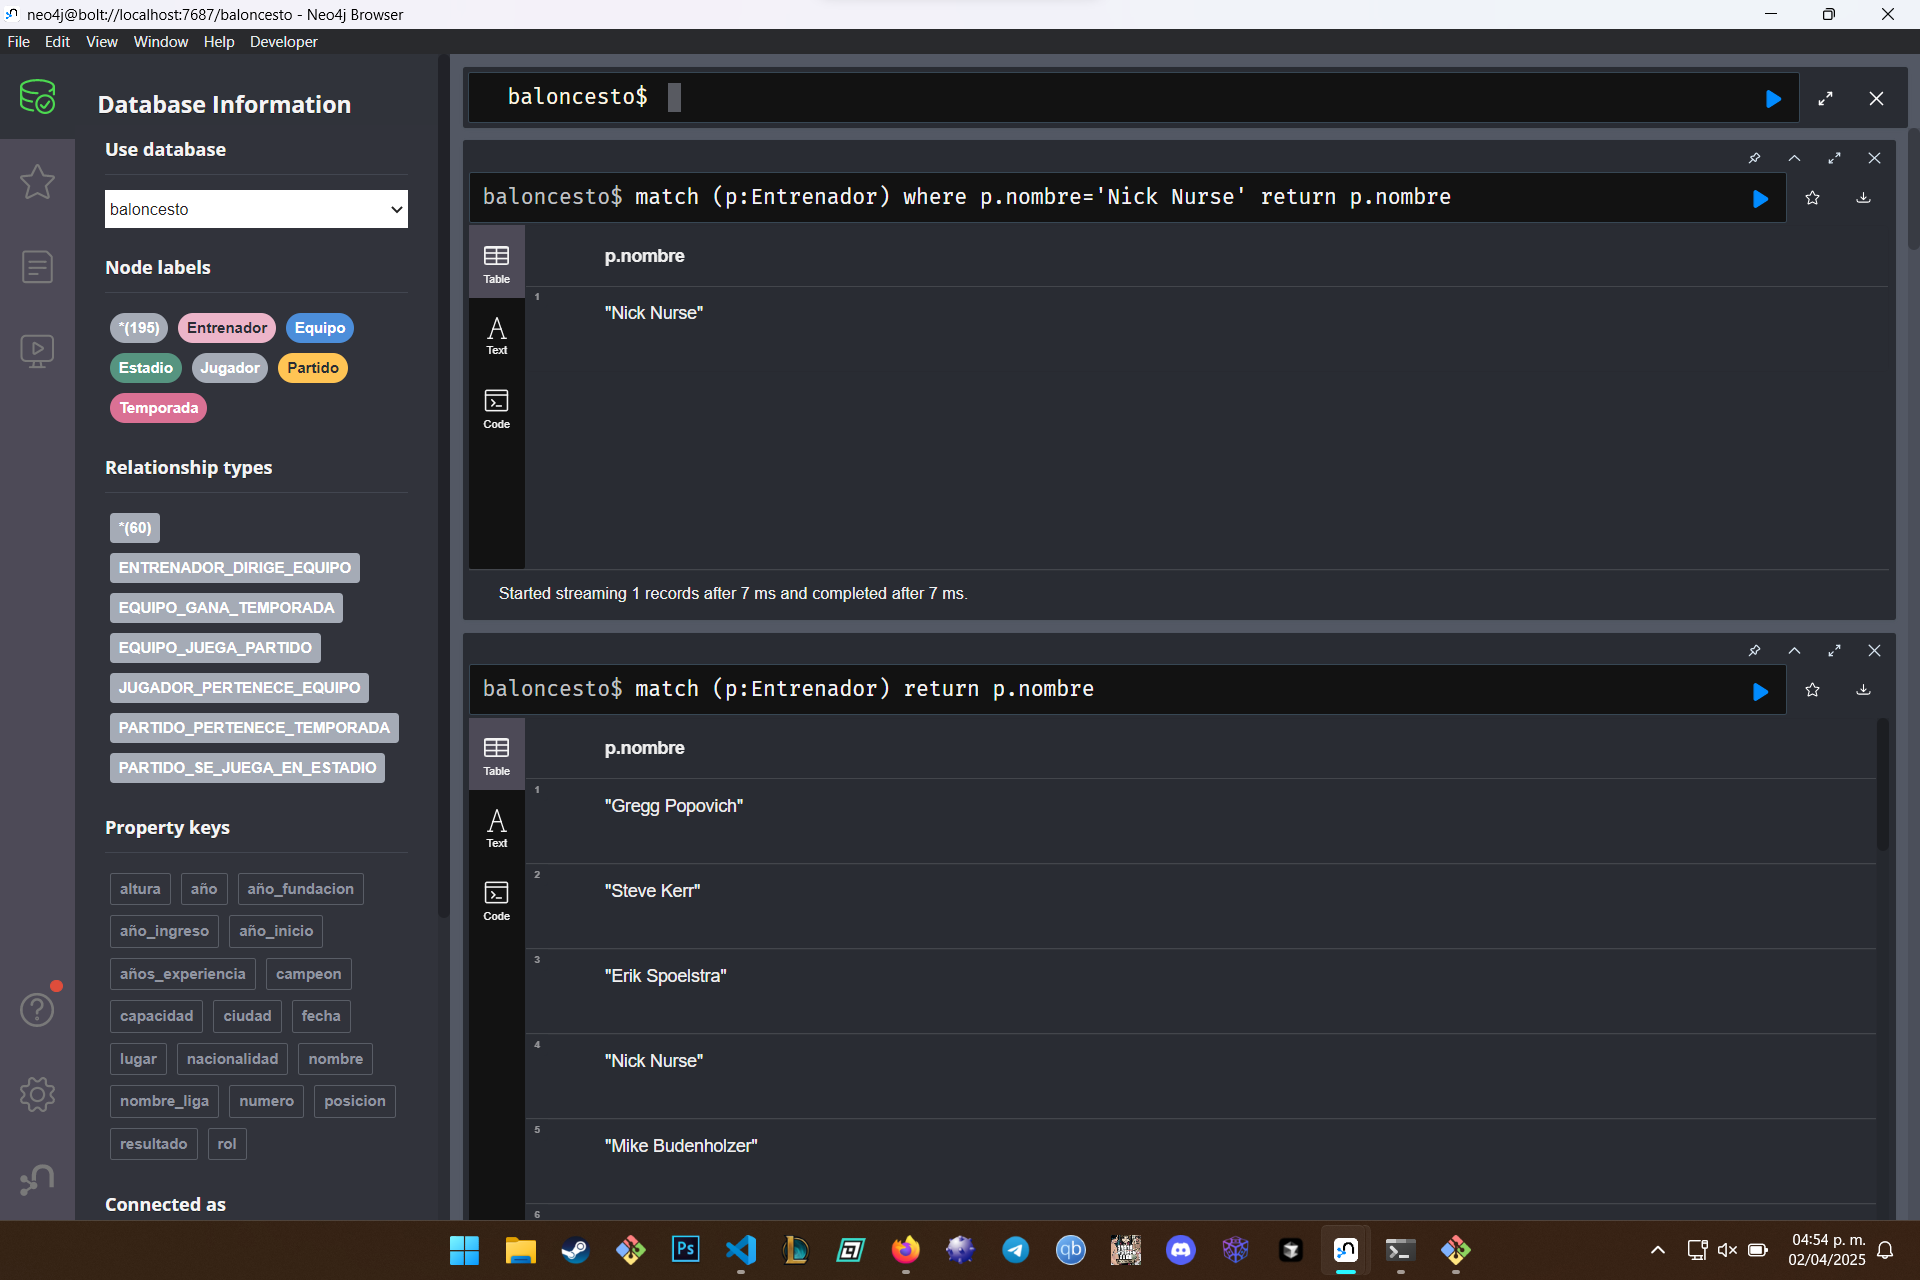 neo4j@bolt://localhost:7687/baloncesto - Neo4j Browser
File Edit View Window Help Developer
Database Information
Use database
baloncesto
Node labels
*(195) Entrenador Equipo
Estadio Jugador Partido
Temporada
Relationship types
*(60)
ENTRENADOR_DIRIGE_EQUIPO
EQUIPO_GANA_TEMPORADA
EQUIPO_JUEGA_PARTIDO
JUGADOR_PERTENECE_EQUIPO
PARTIDO_PERTENECE_TEMPORADA
PARTIDO_SE_JUEGA_EN_ESTADIO
Property keys
altura año año_fundacion
año_ingreso año_inicio
años_experiencia campeon
capacidad ciudad fecha
lugar nacionalidad nombre
nombre_liga numero posicion
resultado rol
Connected as
baloncesto$
baloncesto$ match (p:Entrenador) where p.nombre='Nick Nurse' return p.nombre
Table
Text
Code
p.nombre
1
"Nick Nurse"
Started streaming 1 records after 7 ms and completed after 7 ms.
baloncesto$ match (p:Entrenador) return p.nombre
Table
Text
Code
p.nombre
1
"Gregg Popovich"
2
"Steve Kerr"
3
"Erik Spoelstra"
4
"Nick Nurse"
5
"Mike Budenholzer"
6
Ps
qb
04:54 p. m.
02/04/2025